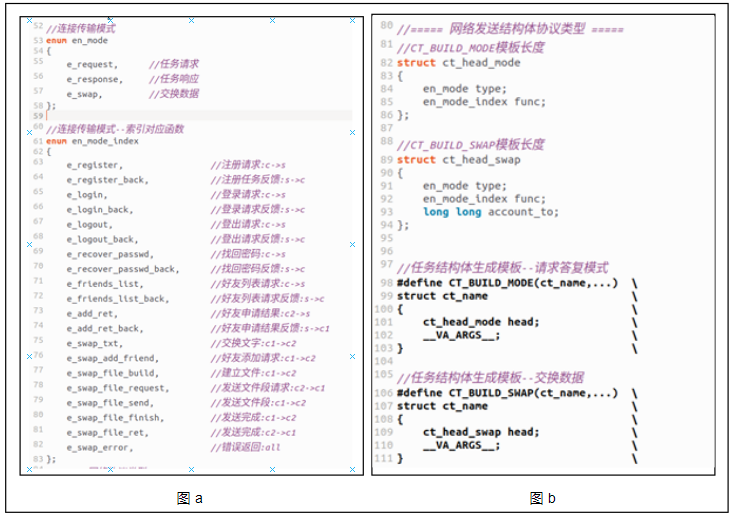 52 //连接传输模式
53 enum en_mode
54 {
55 e_request, //任务请求
56 e_response, //任务响应
57 e_swap, //交换数据
58 };
59
60 //连接传输模式--索引对应函数
61 enum en_mode_index
62 {
63 e_register, //注册请求:c->s
64 e_register_back, //注册任务反馈:s->c
65 e_login, //登录请求:c->s
66 e_login_back, //登录请求反馈:s->c
67 e_logout, //登出请求:c->s
68 e_logout_back, //登出请求反馈:s->c
69 e_recover_passwd, //找回密码:c->s
70 e_recover_passwd_back, //找回密码反馈:s->c
71 e_friends_list, //好友列表请求:c->s
72 e_friends_list_back, //好友列表请求反馈:s->c
73 e_add_ret, //好友申请结果:c2->s
74 e_add_ret_back, //好友申请结果反馈:s->c1
75 e_swap_txt, //交换文字:c1->c2
76 e_swap_add_friend, //好友添加请求:c1->c2
77 e_swap_file_build, //建立文件:c1->c2
78 e_swap_file_request, //发送文件段请求:c2->c1
79 e_swap_file_send, //发送文件段:c1->c2
80 e_swap_file_finish, //发送完成:c1->c2
81 e_swap_file_ret, //发送完成:c2->c1
82 e_swap_error, //错误返回:all
83 };
图 a
80 //===== 网络发送结构体协议类型 =====
81 //CT_BUILD_MODE模板长度
82 struct ct_head_mode
83 {
84 en_mode type;
85 en_mode_index func;
86 };
87
88 //CT_BUILD_SWAP模板长度
89 struct ct_head_swap
90 {
91 en_mode type;
92 en_mode_index func;
93 long long account_to;
94 };
95
96
97 //任务结构体生成模板--请求答复模式
98 #define CT_BUILD_MODE(ct_name,...) \
99 struct ct_name \
100 { \
101 ct_head_mode head; \
102 __VA_ARGS__; \
103 } \
104
105 //任务结构体生成模板--交换数据
106 #define CT_BUILD_SWAP(ct_name,...) \
107 struct ct_name \
108 { \
109 ct_head_swap head; \
110 __VA_ARGS__; \
111 } \
图 b